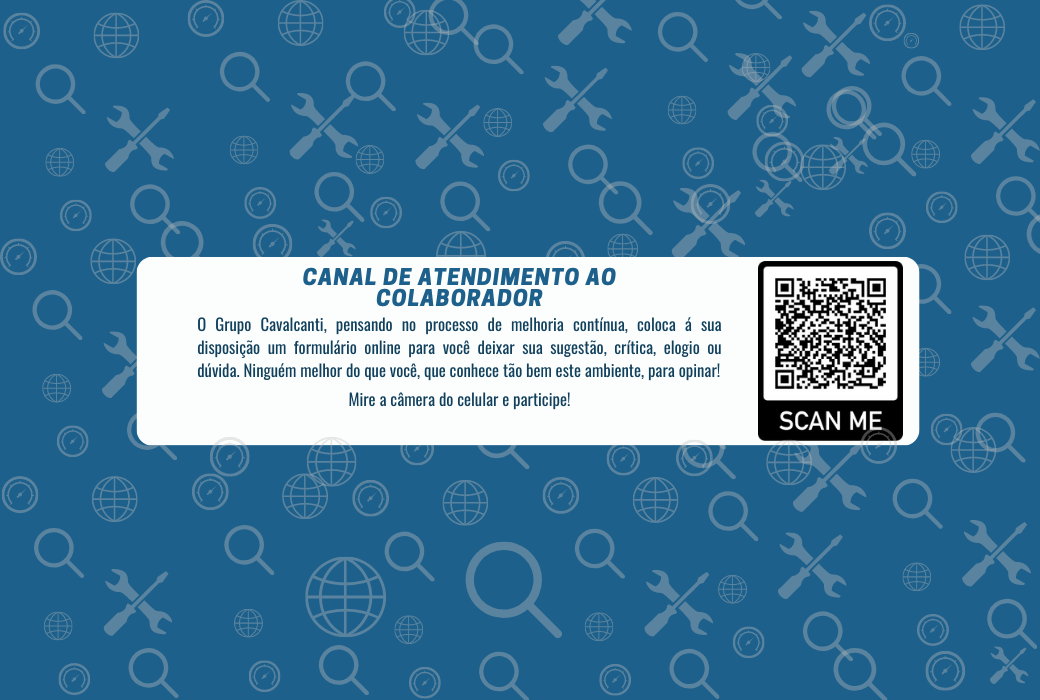 CANAL DE ATENDIMENTO AO
COLABORADOR
O Grupo Cavalcanti, pensando no processo de melhoria contínua, coloca á sua
disposição um formulário online para você deixar sua sugestão, crítica, elogio ou
dúvida. Ninguém melhor do que você, que conhece tão bem este ambiente, para opinar!
Mire a câmera do celular e participe!
SCAN ME